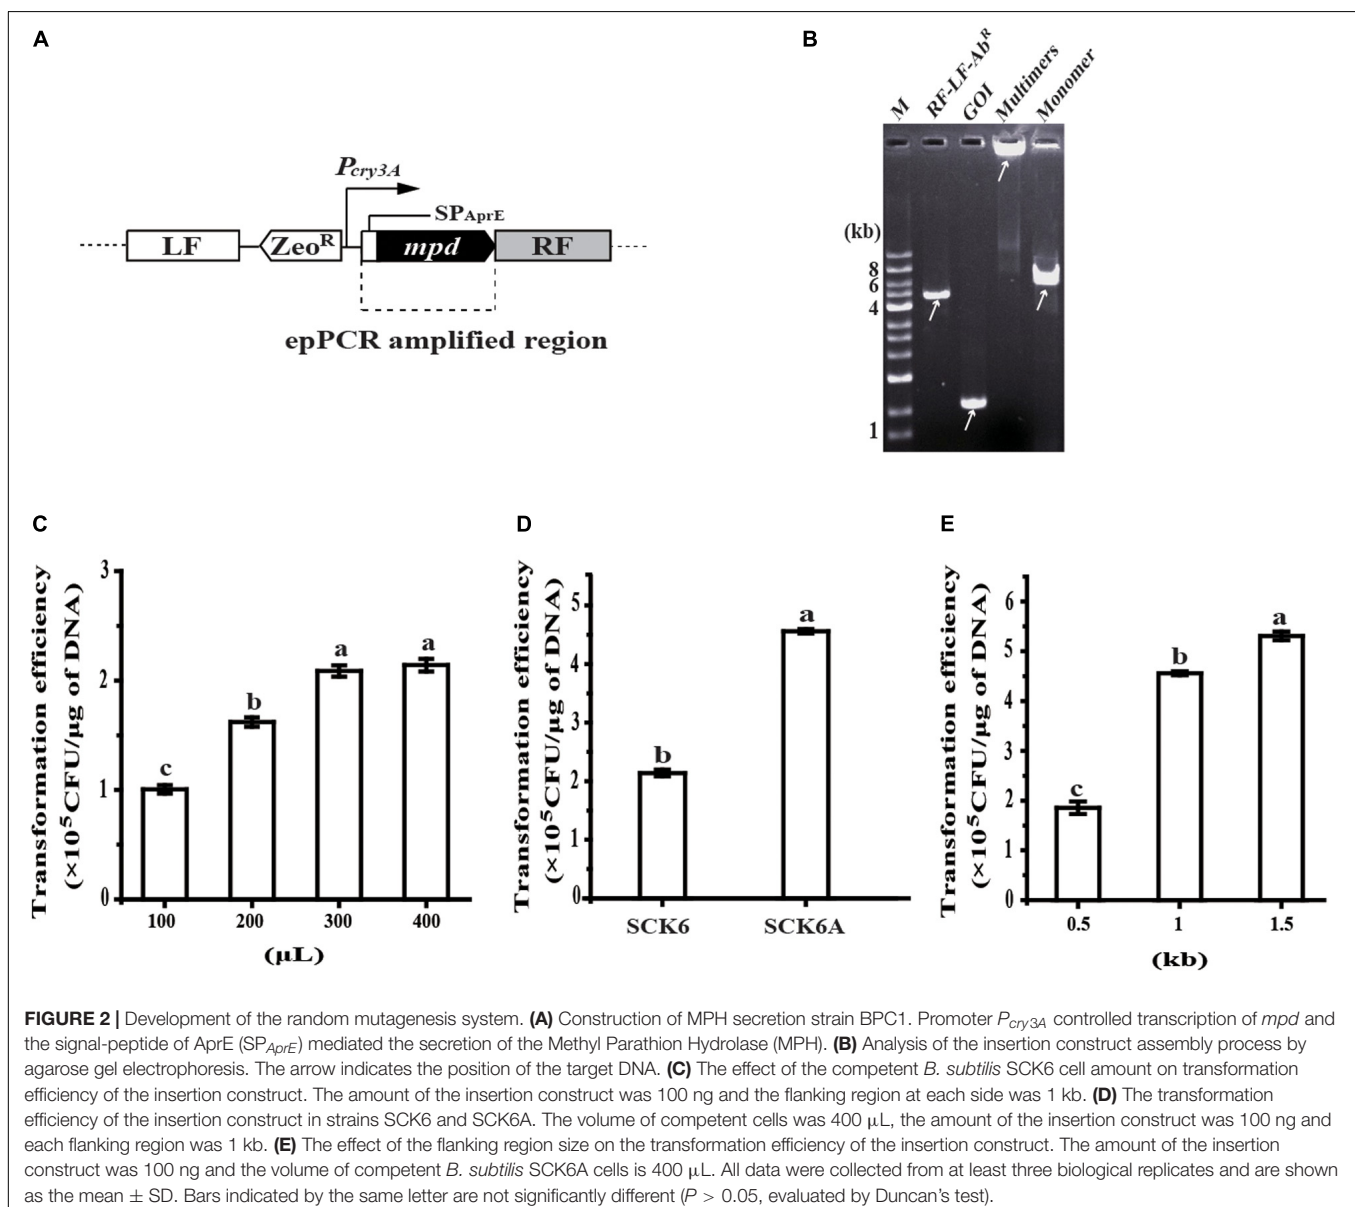 A
P_cry3A
SP_AprE
LF
Zeo^R
mpd
RF
epPCR amplified region
B
M
RF-LF-Ab^R
GOI
Multimers
Monomer
(kb)
8
6
4
1
C
Transformation efficiency
(×10⁵CFU/µg of DNA)
3
2
1
0
c
b
a
a
100
200
300
400
(µL)
D
Transformation efficiency
(×10⁵CFU/µg of DNA)
5
4
3
2
1
0
b
a
SCK6
SCK6A
E
Transformation efficiency
(×10⁵CFU/µg of DNA)
6
5
4
3
2
1
0
c
b
a
0.5
1
1.5
(kb)
FIGURE 2 | Development of the random mutagenesis system. (A) Construction of MPH secretion strain BPC1. Promoter P_cry3A controlled transcription of mpd and
the signal-peptide of AprE (SP_AprE) mediated the secretion of the Methyl Parathion Hydrolase (MPH). (B) Analysis of the insertion construct assembly process by
agarose gel electrophoresis. The arrow indicates the position of the target DNA. (C) The effect of the competent B. subtilis SCK6 cell amount on transformation
efficiency of the insertion construct. The amount of the insertion construct was 100 ng and the flanking region at each side was 1 kb. (D) The transformation
efficiency of the insertion construct in strains SCK6 and SCK6A. The volume of competent cells was 400 µL, the amount of the insertion construct was 100 ng and
each flanking region was 1 kb. (E) The effect of the flanking region size on the transformation efficiency of the insertion construct. The amount of the insertion
construct was 100 ng and the volume of competent B. subtilis SCK6A cells is 400 µL. All data were collected from at least three biological replicates and are shown
as the mean ± SD. Bars indicated by the same letter are not significantly different (P > 0.05, evaluated by Duncan's test).